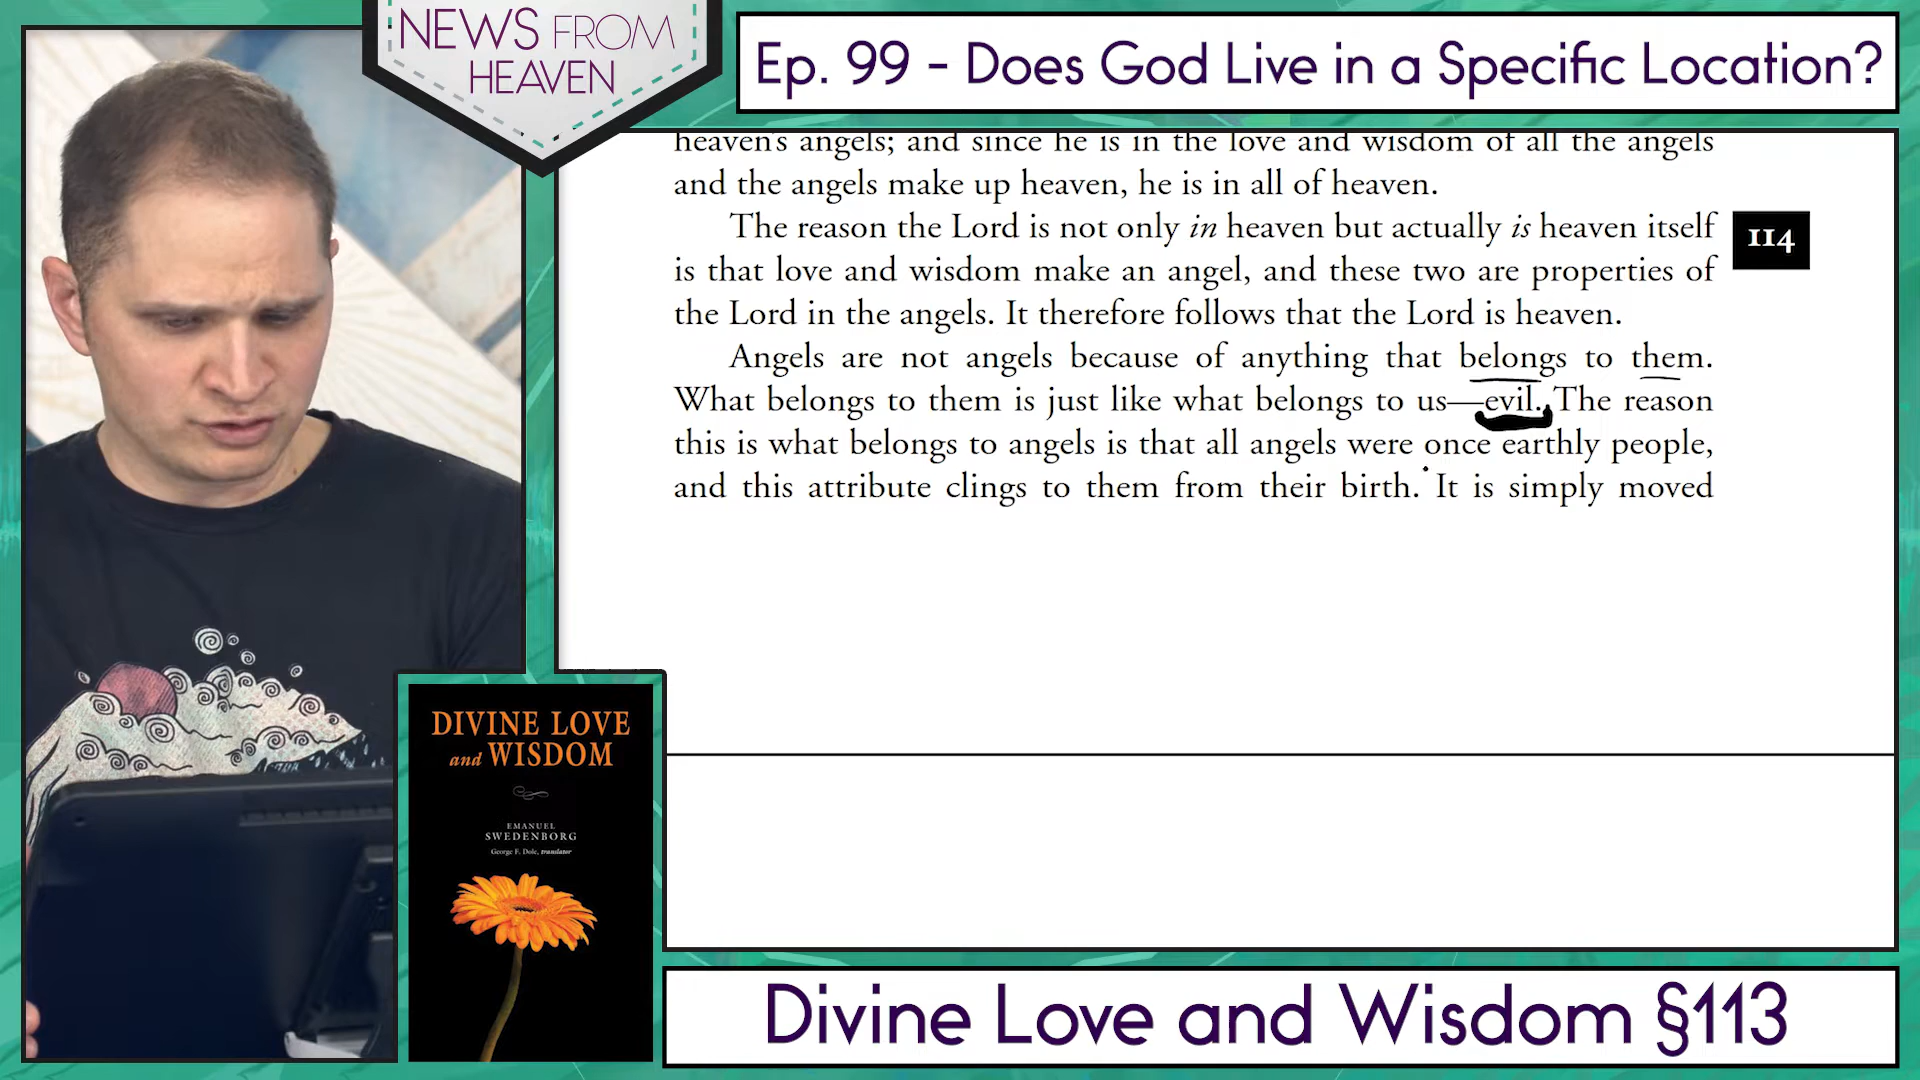 NEWS FROM
HEAVEN
Ep. 99 - Does God Live in a Specific Location?
heaven's angels; and since he is in the love and wisdom of all the angels
and the angels make up heaven, he is in all of heaven.
The reason the Lord is not only in heaven but actually is heaven itself
114
is that love and wisdom make an angel, and these two are properties of
the Lord in the angels. It therefore follows that the Lord is heaven.
Angels are not angels because of anything that belongs to them.
What belongs to them is just like what belongs to us—evil. The reason
this is what belongs to angels is that all angels were once earthly people,
and this attribute clings to them from their birth. It is simply moved
DIVINE LOVE
and WISDOM
EMANUEL
SWEDENBORG
George F. Dole, translator
Divine Love and Wisdom §113